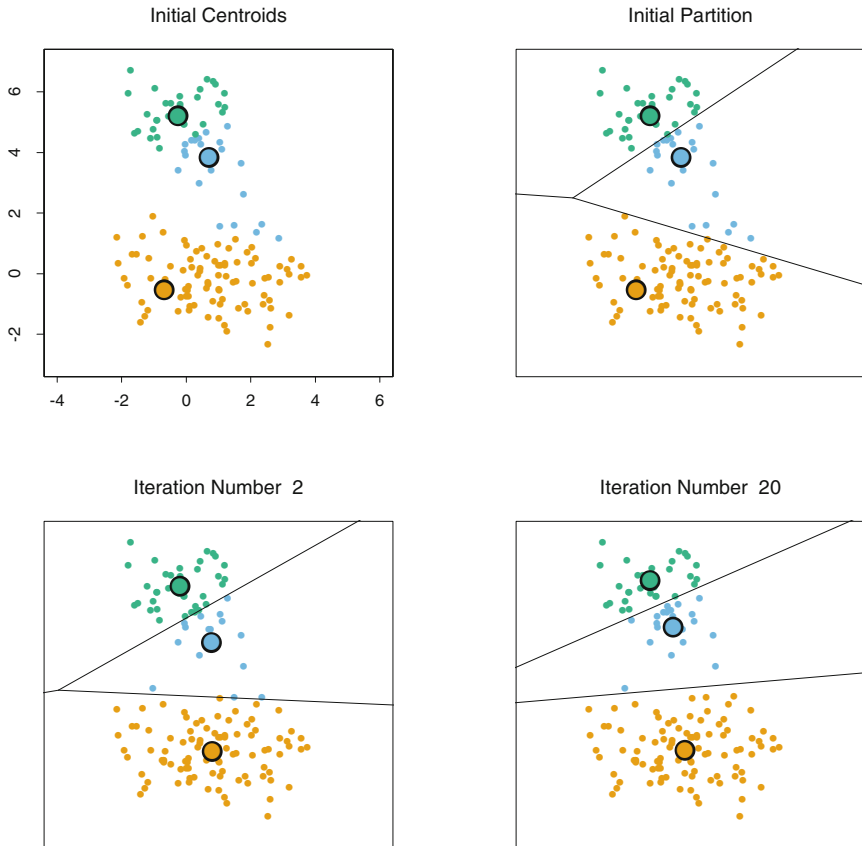 Initial Centroids
Initial Partition
6
4
2
0
-2
-4 -2 0 2 4 6
Iteration Number 2
Iteration Number 20